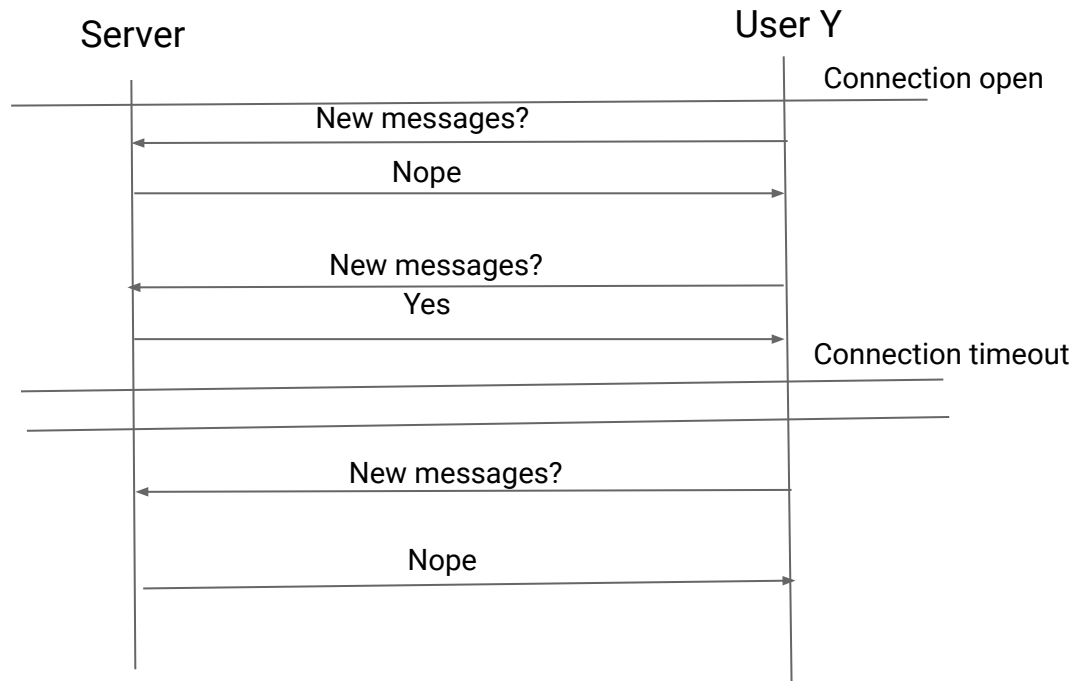 Server
User Y
Connection open
New messages?
Nope
New messages?
Yes
Connection timeout
New messages?
Nope